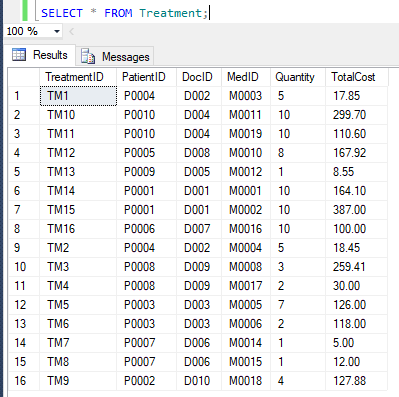 SELECT * FROM Treatment;
100 %
Results Messages
TreatmentID PatientID DocID MedID Quantity TotalCost
1 TM1 P0004 D002 M0003 5 17.85
2 TM10 P0010 D004 M0011 10 299.70
3 TM11 P0010 D004 M0019 10 110.60
4 TM12 P0005 D008 M0010 8 167.92
5 TM13 P0009 D005 M0012 1 8.55
6 TM14 P0001 D001 M0001 10 164.10
7 TM15 P0001 D001 M0002 10 387.00
8 TM16 P0006 D007 M0016 10 100.00
9 TM2 P0004 D002 M0004 5 18.45
10 TM3 P0008 D009 M0008 3 259.41
11 TM4 P0008 D009 M0017 2 30.00
12 TM5 P0003 D003 M0005 7 126.00
13 TM6 P0003 D003 M0006 2 118.00
14 TM7 P0007 D006 M0014 1 5.00
15 TM8 P0007 D006 M0015 1 12.00
16 TM9 P0002 D010 M0018 4 127.88